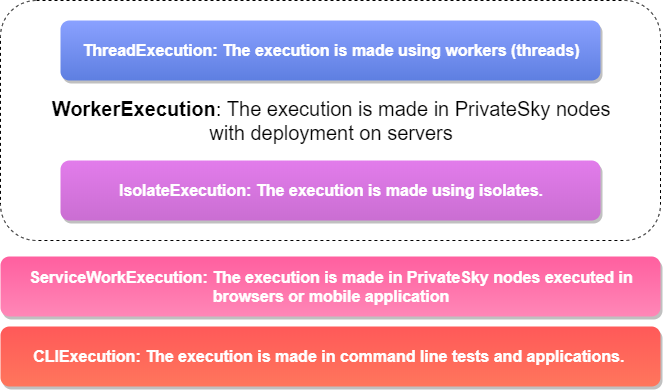 ThreadExecution: The execution is made using workers (threads)
WorkerExecution: The execution is made in PrivateSky nodes
with deployment on servers
IsolateExecution: The execution is made using isolates.
ServiceWorkExecution: The execution is made in PrivateSky nodes executed in
browsers or mobile application
CLIExecution: The execution is made in command line tests and applications.